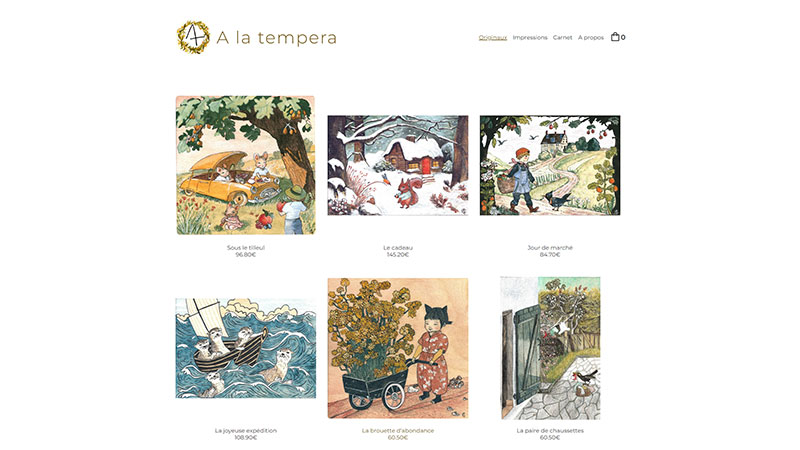 A la tempera
Originaux Impressions Carnet A propos 0
Sous le tilleul
96.80€
Le cadeau
145.20€
Jour de marché
84.70€
La joyeuse expédition
108.90€
La brouette d'abondance
60.50€
La paire de chaussettes
60.50€